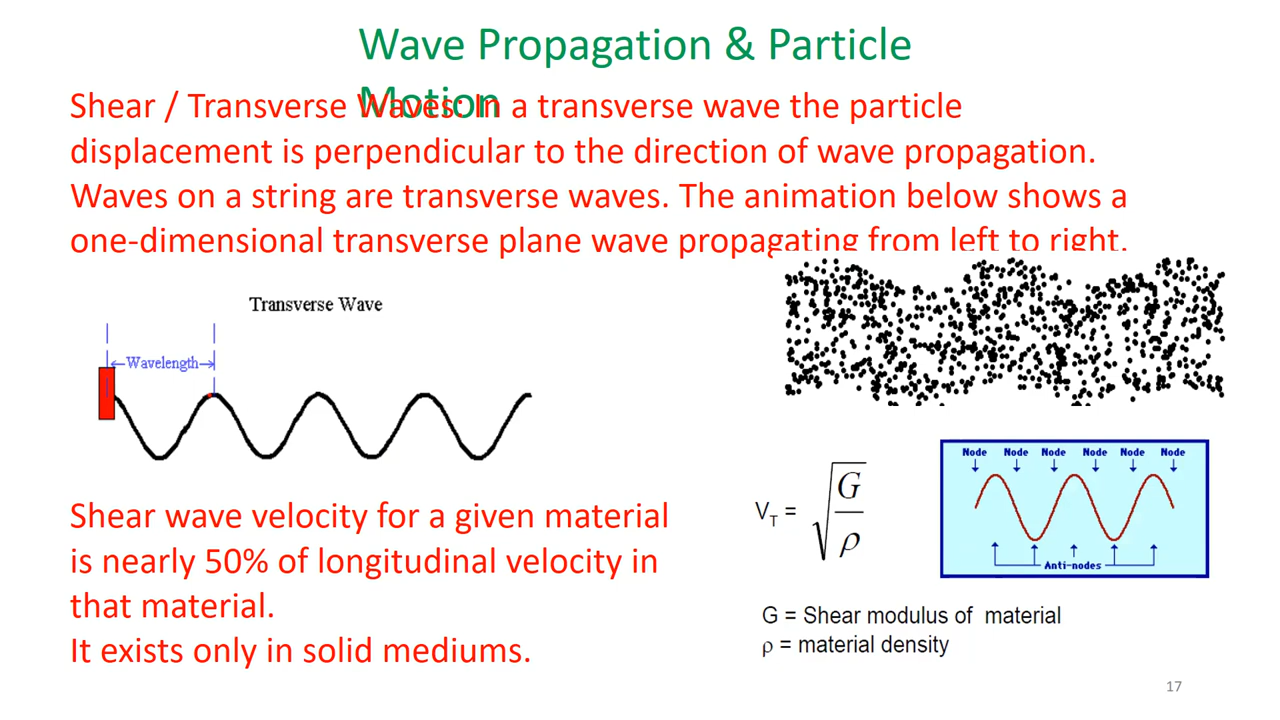 Wave Propagation & Particle
Motion
Shear / Transverse Waves: In a transverse wave the particle
displacement is perpendicular to the direction of wave propagation.
Waves on a string are transverse waves. The animation below shows a
one-dimensional transverse plane wave propagating from left to right.
Transverse Wave
Wavelength
Node Node Node Node Node Node
Anti-nodes
Shear wave velocity for a given material
is nearly 50% of longitudinal velocity in
that material.
It exists only in solid mediums.
V_T = √(G/ρ)
G = Shear modulus of material
ρ = material density
17